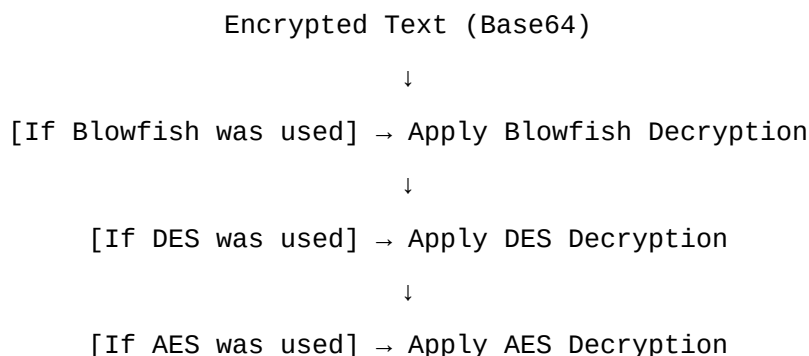 Encrypted Text (Base64)
↓
[If Blowfish was used] → Apply Blowfish Decryption
↓
[If DES was used] → Apply DES Decryption
↓
[If AES was used] → Apply AES Decryption